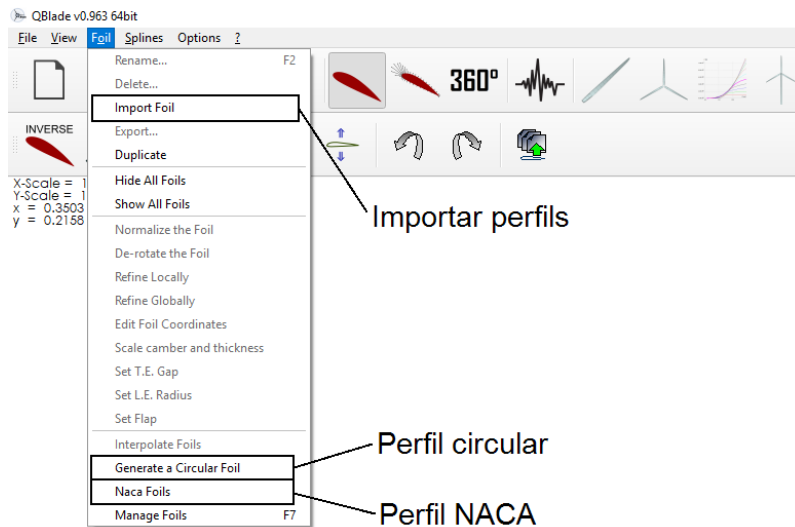 QBlade v0.963 64bit
File View Foil Splines Options ?
Rename... F2
Delete...
Import Foil
Export...
Duplicate
Hide All Foils
Show All Foils
Normalize the Foil
De-rotate the Foil
Refine Locally
Refine Globally
Edit Foil Coordinates
Scale camber and thickness
Set T.E. Gap
Set L.E. Radius
Set Flap
Interpolate Foils
Generate a Circular Foil
Naca Foils
Manage Foils F7
360°
INVERSE
X-Scale = 1
Y-Scale = 1
x = 0.3503
y = 0.2158
Importar perfils
Perfil circular
Perfil NACA